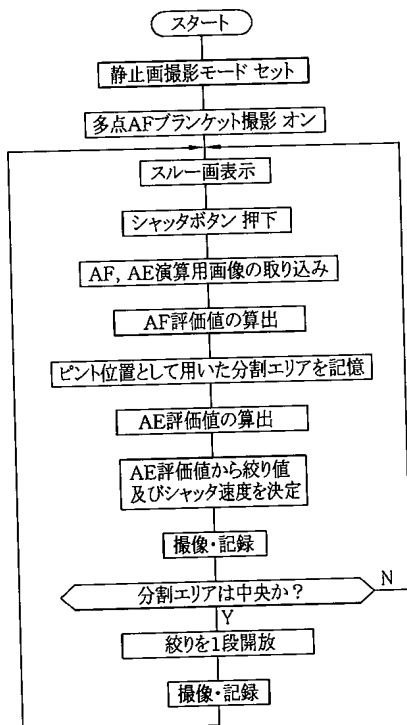 スタート
静止画撮影モード セット
多点AFブランケット撮影 オン
スルー画表示
シャッタボタン 押下
AF, AE演算用画像の取り込み
AF評価値の算出
ピント位置として用いた分割エリアを記憶
AE評価値の算出
AE評価値から絞り値
及びシャッタ速度を決定
撮像・記録
分割エリアは中央か？
N
Y
絞りを1段開放
撮像・記録